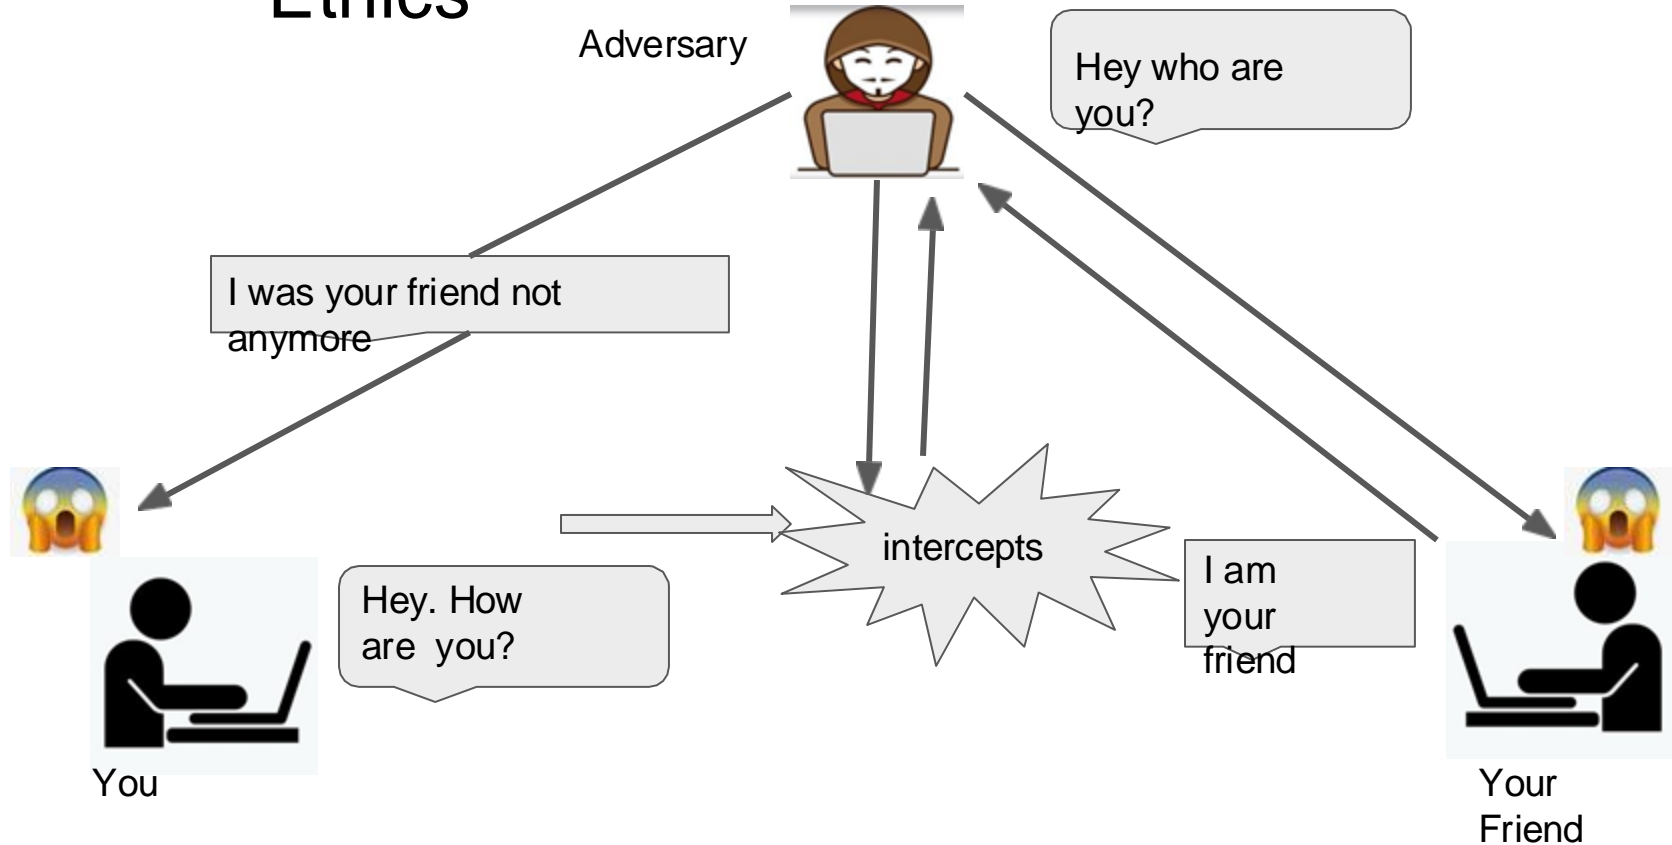 Ethics
Adversary
Hey who are
you?
I was your friend not
anymore
intercepts
I am
your
friend
Hey. How
are  you?
You
Your
Friend